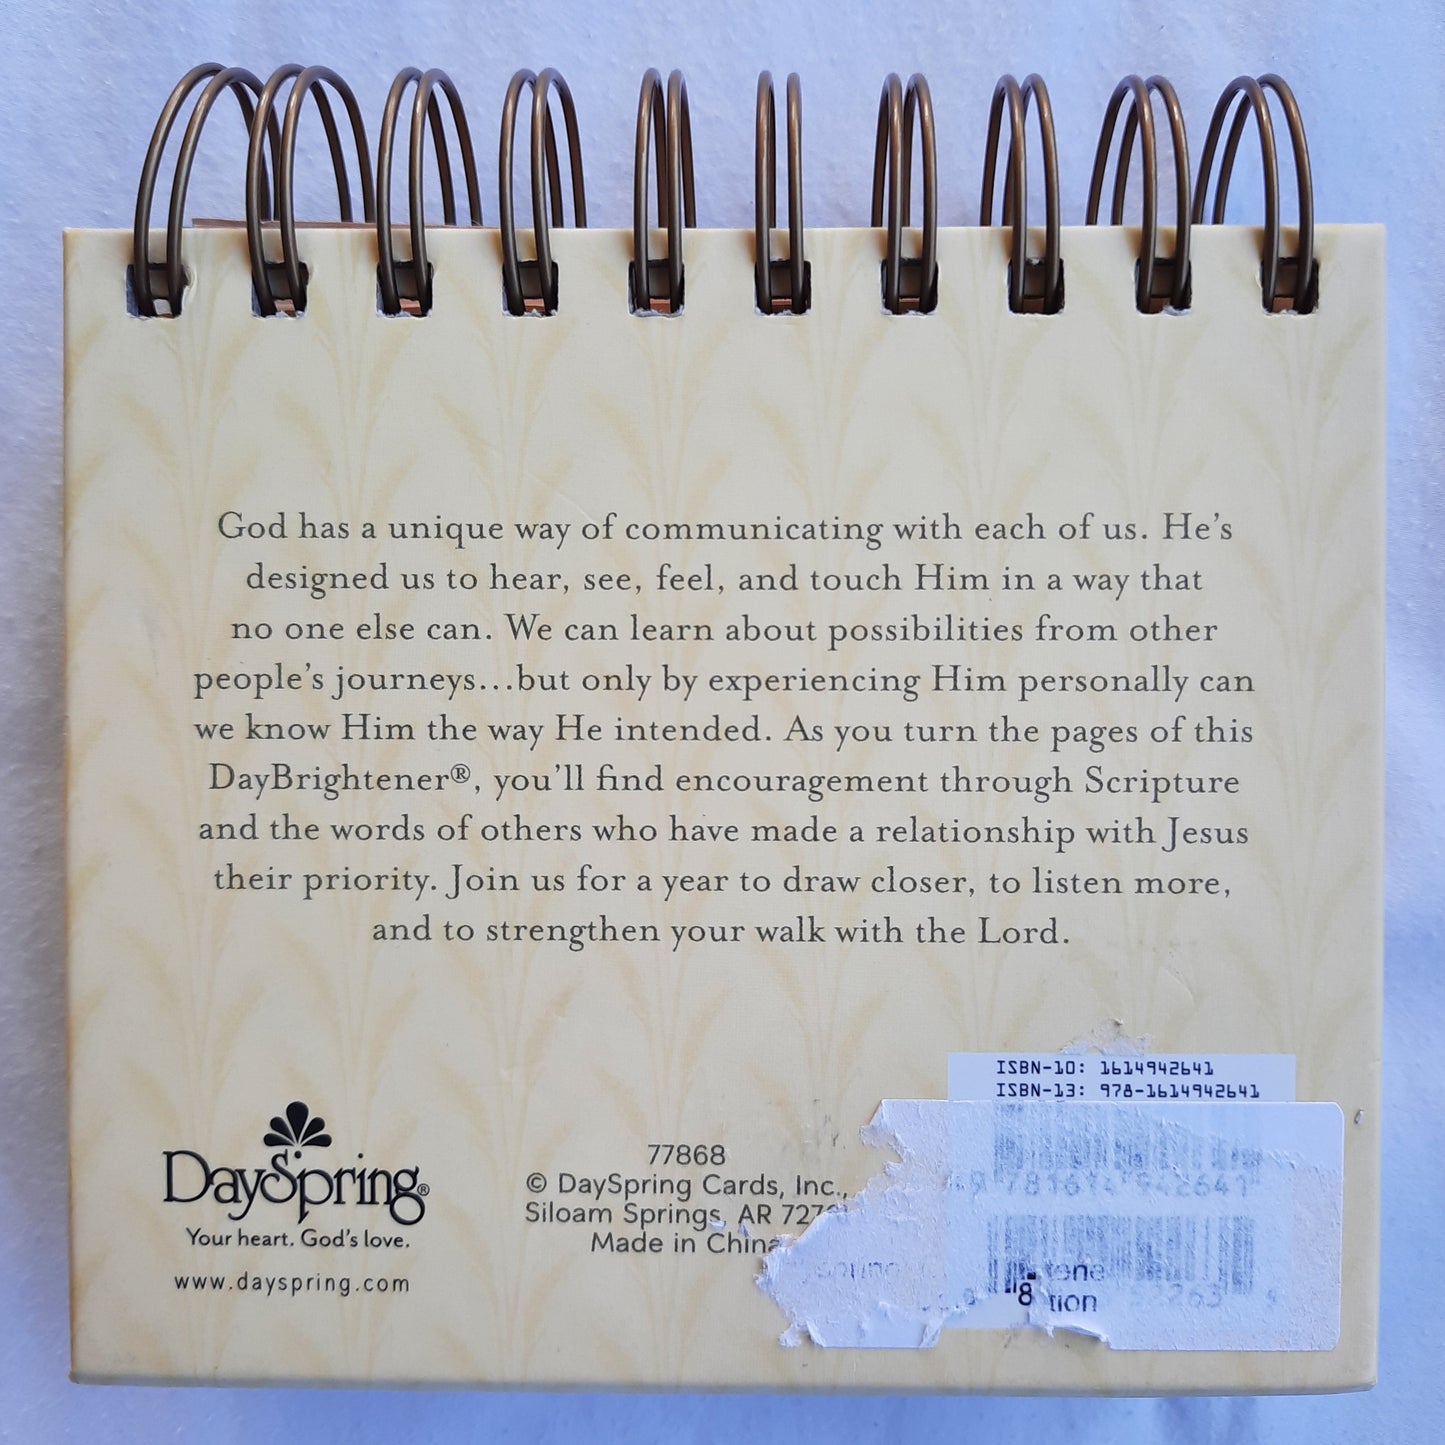 God has a unique way of communicating with each of us. He's
designed us to hear, see, feel, and touch Him in a way that
no one else can. We can learn about possibilities from other
people's journeys...but only by experiencing Him personally can
we know Him the way He intended. As you turn the pages of this
DayBrightener®, you'll find encouragement through Scripture
and the words of others who have made a relationship with Jesus
their priority. Join us for a year to draw closer, to listen more,
and to strengthen your walk with the Lord.
DaySpring®
Your heart. God's love.
www.dayspring.com
77868
© DaySpring Cards, Inc.,
Siloam Springs, AR
Made in China
ISBN-10: 1614942641
ISBN-13: 978-1614942641
9 781614 942641
8